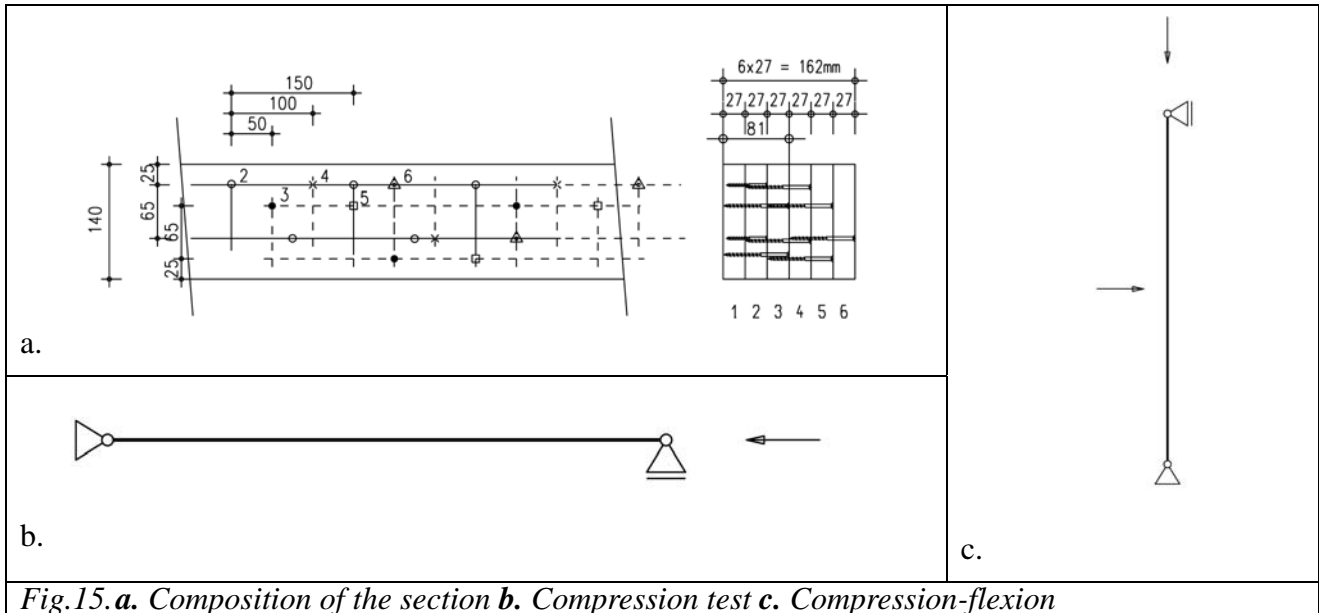 150
100
50
6x27 = 162mm
27 27 27 27 27 27
81
140
25
65
65
25
2
4
6
3
5
1 2 3 4 5 6
a.
b.
c.
Fig.15.a. Composition of the section b. Compression test c. Compression-flexion